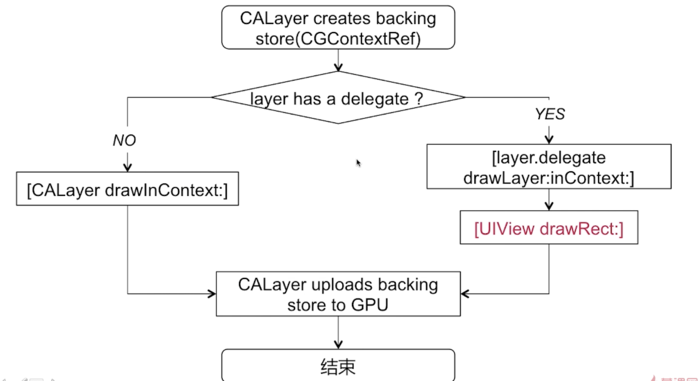 CALayer creates backing
store(CGContextRef)
layer has a delegate ?
NO
YES
[CALayer drawInContext:]
[layer.delegate
drawLayer:inContext:]
[UIView drawRect:]
CALayer uploads backing
store to GPU
结束